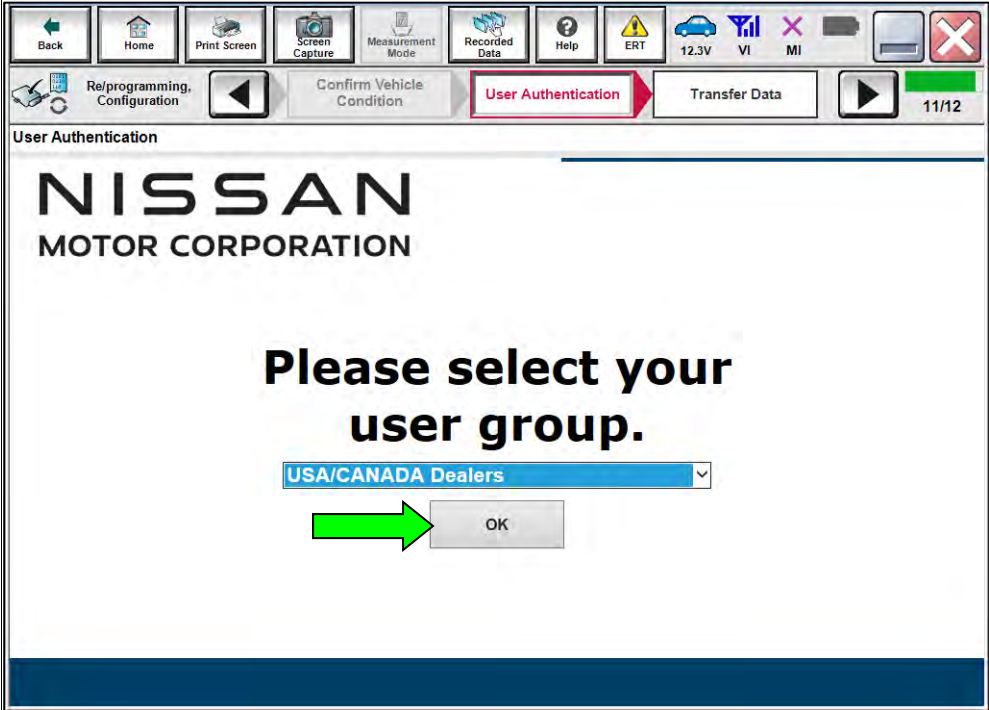 Back
Home
Print Screen
Screen
Capture
Measurement
Mode
Recorded
Data
Help
ERT
12.3V
VI
MI
Re/programming,
Configuration
Confirm Vehicle
Condition
User Authentication
Transfer Data
11/12
User Authentication
NISSAN
MOTOR CORPORATION
Please select your
user group.
USA/CANADA Dealers
OK